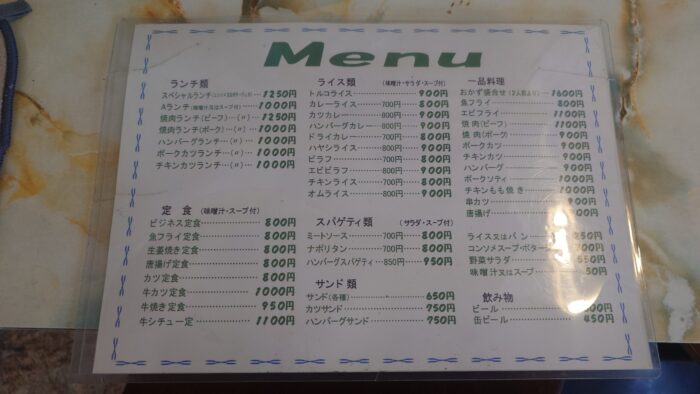 Menu
ランチ類
スペシャルランチ 1250円
Aランチ(味噌汁又はスープ付) 1000円
焼肉ランチ(ビーフ)…(〃) 1250円
焼肉ランチ(ポーク)…(〃) 1000円
ハンバーグランチ…(〃) 1000円
ポークカツランチ…(〃) 1000円
チキンカツランチ…(〃) 1000円
定食 (味噌汁・スープ付)
ビジネス定食 800円
魚フライ定食 800円
生姜焼き定食 800円
唐揚げ定食 800円
カツ定食 800円
牛カツ定食 1000円
牛焼き定食 950円
牛シチュー定 1100円
ライス類 (味噌汁・サラダ・スープ付)
トルコライス 900円
カレーライス 700円 800円
カツカレー 800円 900円
ハンバーグカレー 800円 900円
ドライカレー 700円 800円
ハヤシライス 800円 900円
ピラフ 700円 800円
エビピラフ 800円 900円
チキンライス 700円 800円
オムライス 800円 900円
スパゲティ類 (サラダ・スープ付)
ミートソース 700円 800円
ナポリタン 700円 800円
ハンバーグスパゲティ 850円 950円
サンド類
サンド(各種) 650円
カツサンド 750円
ハンバーグサンド 750円
一品料理
おかず盛合せ(2人前より) 1600円
魚フライ 800円
エビフライ 1100円
焼肉(ビーフ) 1100円
焼肉(ポーク) 900円
ポークカツ 900円
チキンカツ 900円
ハンバーグ 900円
ポークソティ 1000円
チキンもも焼き 1000円
串カツ 900円
唐揚げ 900円
ライス又はパン 250円
コンソメスープ・ポタージュ
野菜サラダ 550円
味噌汁又はスープ 50円
飲み物
ビール
缶ビール 450円